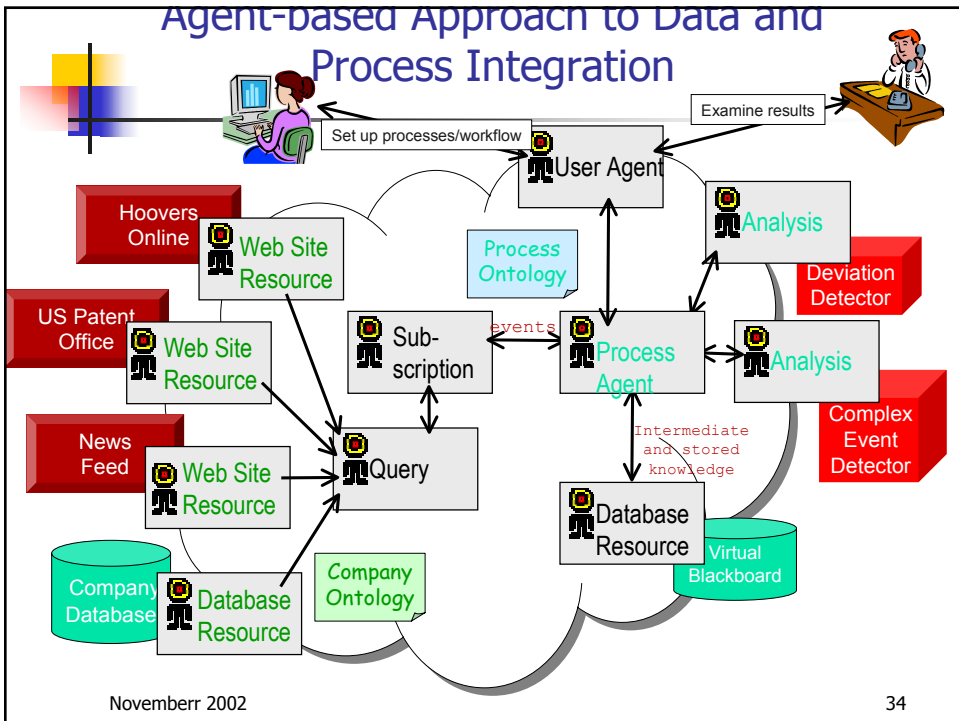 Agent-based Approach to Data and
Process Integration
Set up processes/workflow
Examine results
User Agent
Hoovers
Online
Web Site
Resource
Process
Ontology
Analysis
Deviation
Detector
US Patent
Office
Web Site
Resource
Sub-
scription
events
Process
Agent
Analysis
Complex
Event
Detector
News
Feed
Web Site
Resource
Query
Intermediate
and stored
knowledge
Database
Resource
Virtual
Blackboard
Company
Database
Database
Resource
Company
Ontology
Novemberr 2002
34